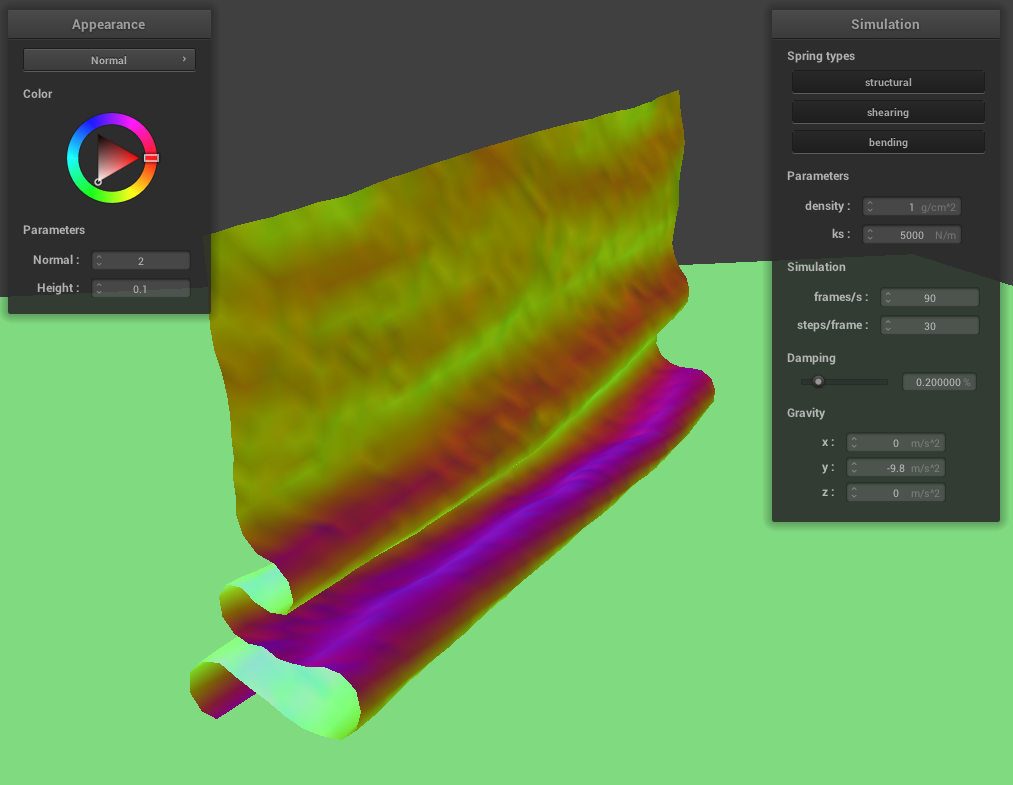 Appearance
Normal ›
Color
Parameters
Normal : 2
Height : 0.1
Simulation
Spring types
structural
shearing
bending
Parameters
density : 1 g/cm^2
ks : 5000 N/m
Simulation
frames/s : 90
steps/frame : 30
Damping
0.200000 %
Gravity
x : 0 m/s^2
y : -9.8 m/s^2
z : 0 m/s^2